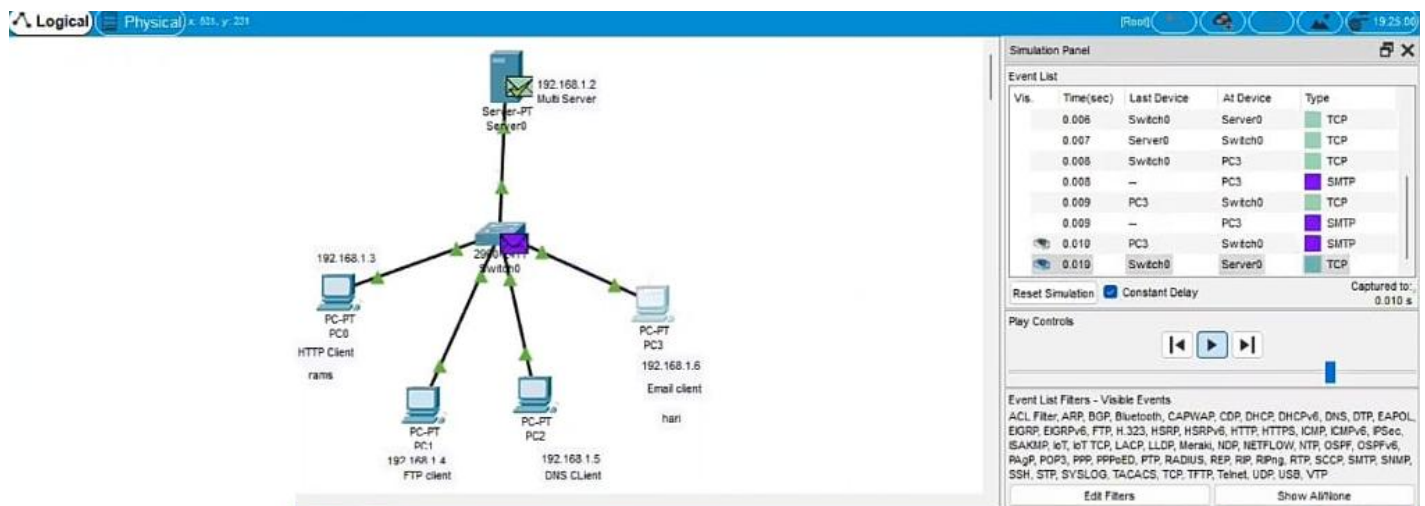 Logical Physical x: 531, y: 221 [Root] 19:25:00
192.168.1.2
Multi Server
Server-PT
Server0
192.168.1.3
Switch0
PC-PT
PC0
HTTP Client
rams
PC-PT
PC3
192.168.1.6
Email client
hari
PC-PT
PC1
192.168.1.4
FTP client
PC-PT
PC2
192.168.1.5
DNS CLient
Simulation Panel
Event List
Vis. Time(sec) Last Device At Device Type
0.006 Switch0 Server0 TCP
0.007 Server0 Switch0 TCP
0.008 Switch0 PC3 TCP
0.008 -- PC3 SMTP
0.009 PC3 Switch0 TCP
0.009 -- PC3 SMTP
0.010 PC3 Switch0 SMTP
0.010 Switch0 Server0 TCP
Reset Simulation Constant Delay Captured to:
0.010 s
Play Controls
Event List Filters - Visible Events
ACL Filter, ARP, BGP, Bluetooth, CAPWAP, CDP, DHCP, DHCPv6, DNS, DTP, EAPOL,
EIGRP, EIGRPv6, FTP, H.323, HSRP, HSRPv6, HTTP, HTTPS, ICMP, ICMPv6, IPSec,
ISAKMP, IoT, IoT TCP, LACP, LLDP, Meraki, NDP, NETFLOW, NTP, OSPF, OSPFv6,
PAgP, POP3, PPP, PPPoED, PTP, RADIUS, REP, RIP, RIPng, RTP, SCCP, SMTP, SNMP,
SSH, STP, SYSLOG, TACACS, TCP, TFTP, Telnet, UDP, USB, VTP
Edit Filters Show All/None